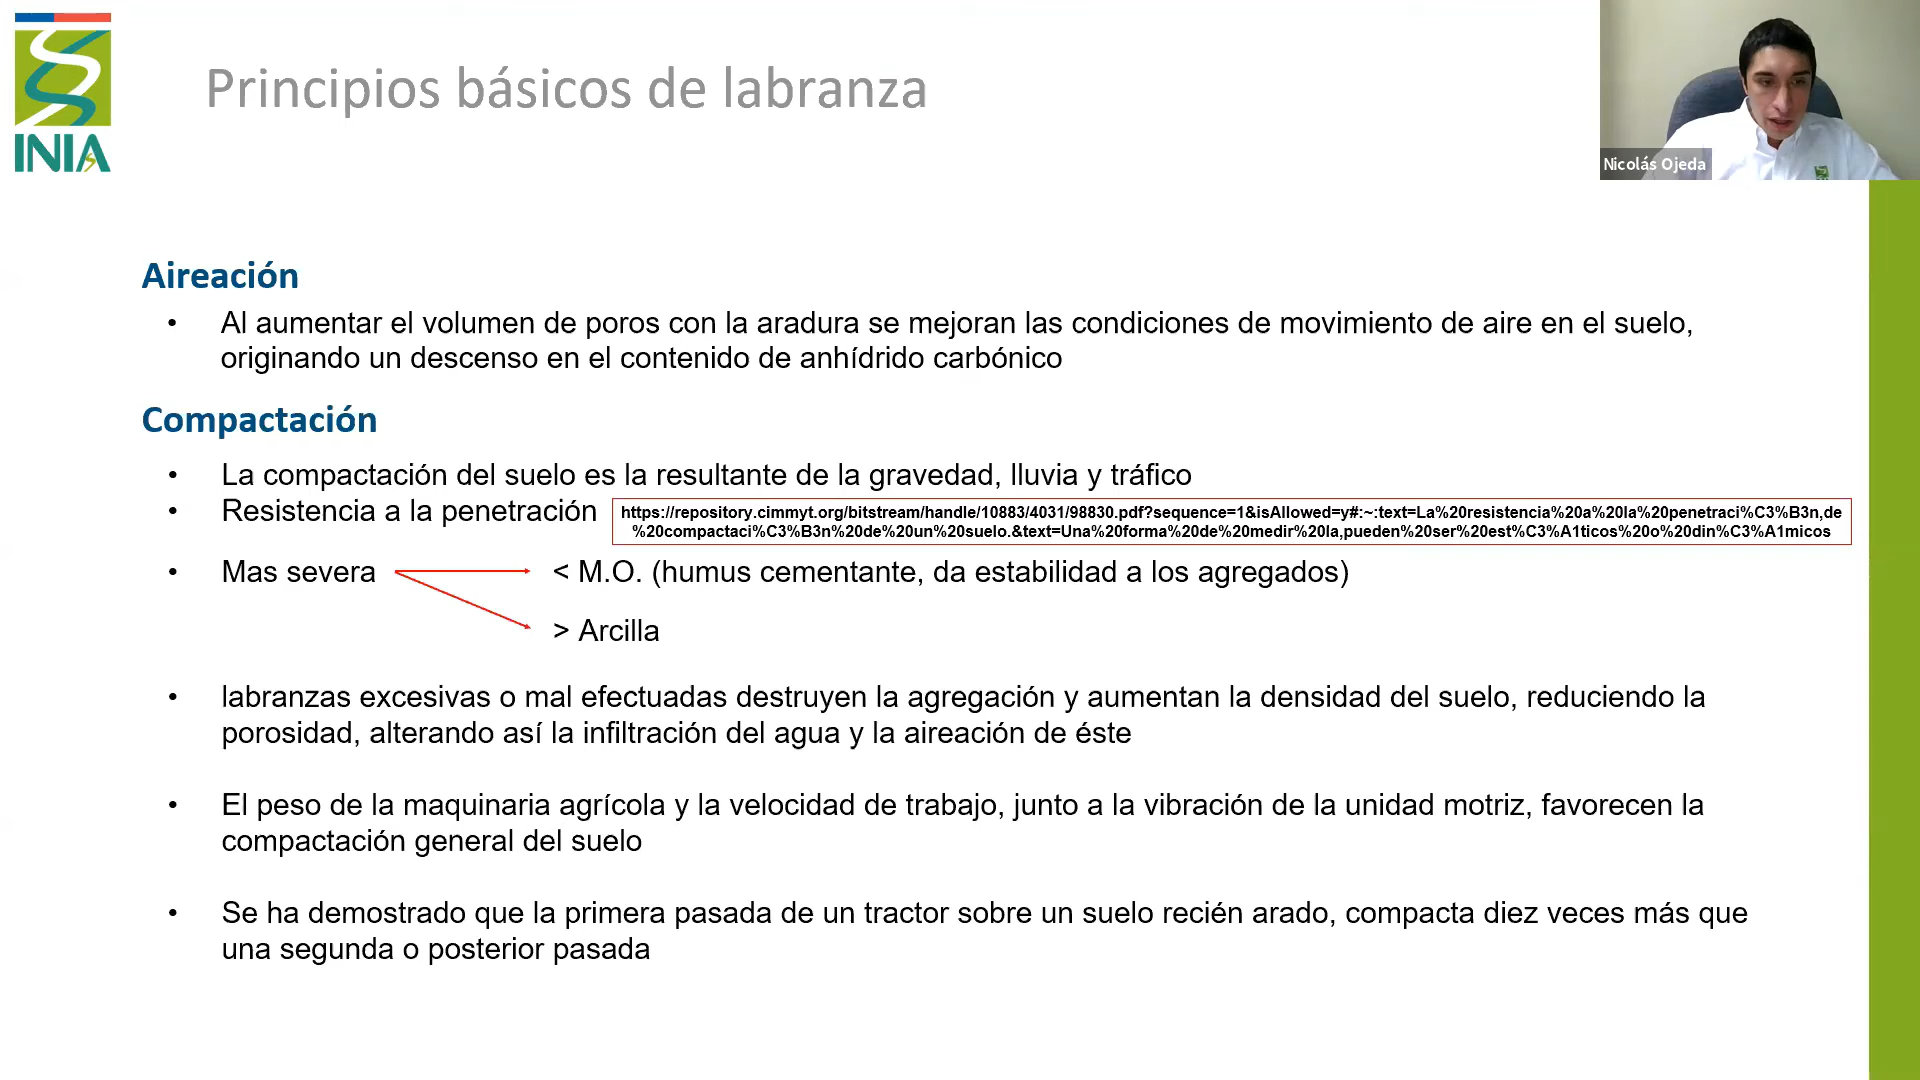 INIA
Principios básicos de labranza
Nicolás Ojeda
Aireación
• Al aumentar el volumen de poros con la aradura se mejoran las condiciones de movimiento de aire en el suelo,
originando un descenso en el contenido de anhídrido carbónico
Compactación
• La compactación del suelo es la resultante de la gravedad, lluvia y tráfico
• Resistencia a la penetración
https://repository.cimmyt.org/bitstream/handle/10883/4031/98830.pdf?sequence=1&isAllowed=y#:~:text=La%20resistencia%20a%20la%20penetraci%C3%B3n,de
%20compactaci%C3%B3n%20de%20un%20suelo.&text=Una%20forma%20de%20medir%20la,pueden%20ser%20est%C3%A1ticos%20o%20din%C3%A1micos
• Mas severa < M.O. (humus cementante, da estabilidad a los agregados)
> Arcilla
• labranzas excesivas o mal efectuadas destruyen la agregación y aumentan la densidad del suelo, reduciendo la
porosidad, alterando así la infiltración del agua y la aireación de éste
• El peso de la maquinaria agrícola y la velocidad de trabajo, junto a la vibración de la unidad motriz, favorecen la
compactación general del suelo
• Se ha demostrado que la primera pasada de un tractor sobre un suelo recién arado, compacta diez veces más que
una segunda o posterior pasada